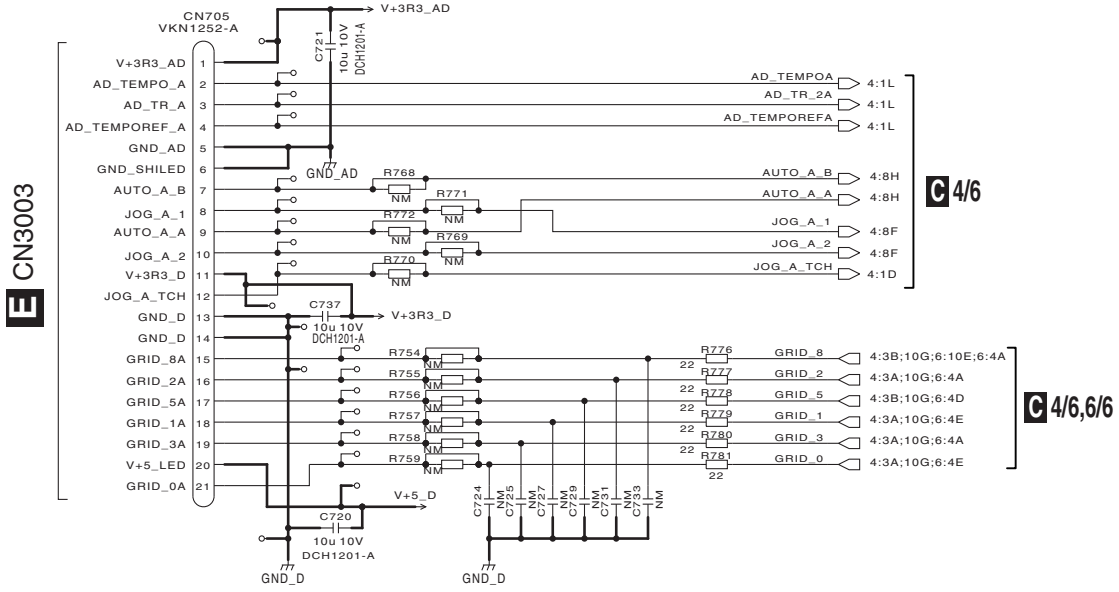 CN705
VKN1252-A
V+3R3_AD
C721
10u 10V
DCH1201-A
V+3R3_AD 1
AD_TEMPO_A 2
AD_TEMPOA 4:1L
AD_TR_A 3
AD_TR_2A 4:1L
AD_TEMPOREF_A 4
AD_TEMPOREFA 4:1L
GND_AD 5
GND_SHILED 6
GND_AD
AUTO_A_B 7
R768
NM
AUTO_A_B 4:8H
JOG_A_1 8
R771
NM
AUTO_A_A 4:8H
AUTO_A_A 9
R772
NM
JOG_A_1 4:8F
JOG_A_2 10
R769
NM
JOG_A_2 4:8F
V+3R3_D 11
R770
NM
JOG_A_TCH 4:1D
JOG_A_TCH 12
C 4/6
E CN3003
GND_D 13
C737
10u 10V
DCH1201-A
V+3R3_D
GND_D 14
GRID_8A 15
R754
NM
R776
22
GRID_8 4:3B;10G;6:10E;6:4A
GRID_2A 16
R755
NM
R777
22
GRID_2 4:3A;10G;6:4A
GRID_5A 17
R756
NM
R778
22
GRID_5 4:3B;10G;6:4D
GRID_1A 18
R757
NM
R779
22
GRID_1 4:3A;10G;6:4E
GRID_3A 19
R758
NM
R780
22
GRID_3 4:3A;10G;6:4A
V+5_LED 20
R759
NM
R781
22
GRID_0 4:3A;10G;6:4E
GRID_0A 21
C 4/6,6/6
V+5_D
C720
10u 10V
DCH1201-A
C724
NM
C725
NM
C727
NM
C729
NM
C731
NM
C733
NM
GND_D
GND_D